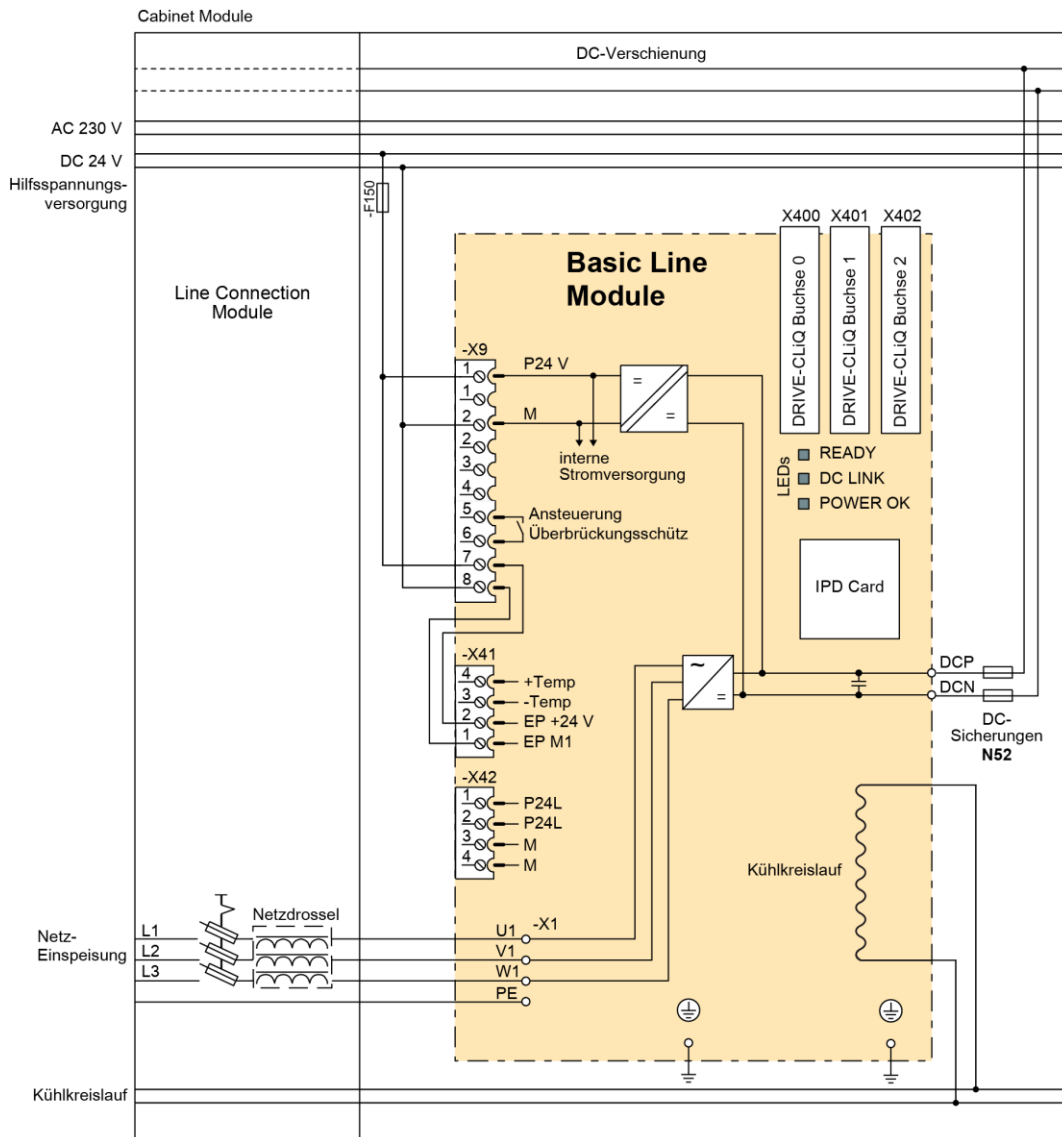 Cabinet Module
DC-Verschienung
AC 230 V
DC 24 V
Hilfsspannungs-
versorgung
-F150
Line Connection
Module
Basic Line
Module
X400
X401
X402
DRIVE-CLiQ Buchse 0
DRIVE-CLiQ Buchse 1
DRIVE-CLiQ Buchse 2
LEDs
READY
DC LINK
POWER OK
IPD Card
-X9
1
1
2
2
3
4
5
6
7
8
P24 V
M
=
=
interne
Stromversorgung
Ansteuerung
Überbrückungsschütz
-X41
4
+Temp
3
-Temp
2
EP +24 V
1
EP M1
~
=
DCP
DCN
DC-
Sicherungen
N52
-X42
1
P24L
2
P24L
3
M
4
M
Kühlkreislauf
Netz-
Einspeisung
L1
L2
L3
Netzdrossel
U1
-X1
V1
W1
PE
Kühlkreislauf